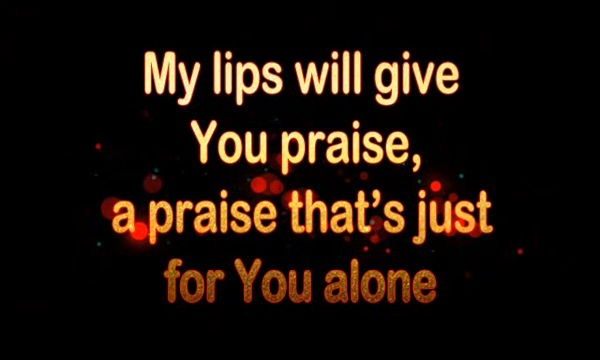 My lips will give
You praise,
a praise that’s just
for You alone